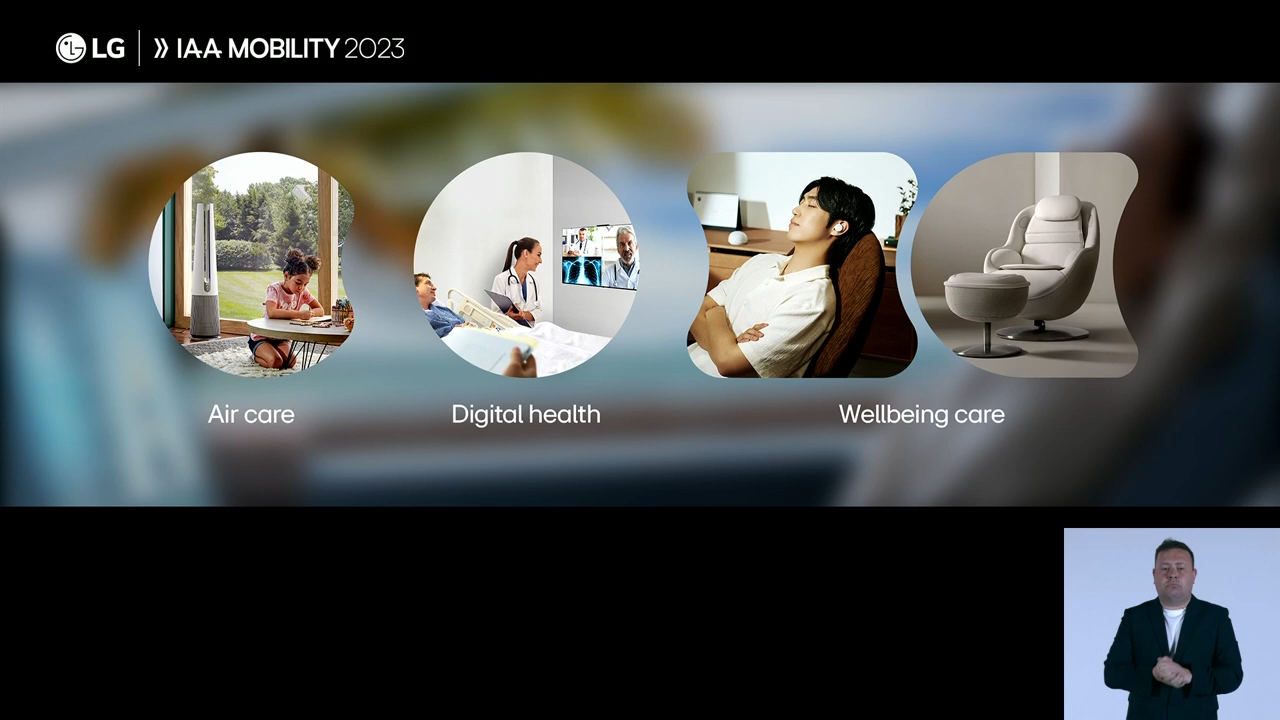 LG
IAA MOBILITY 2023
Air care
Digital health
Wellbeing care